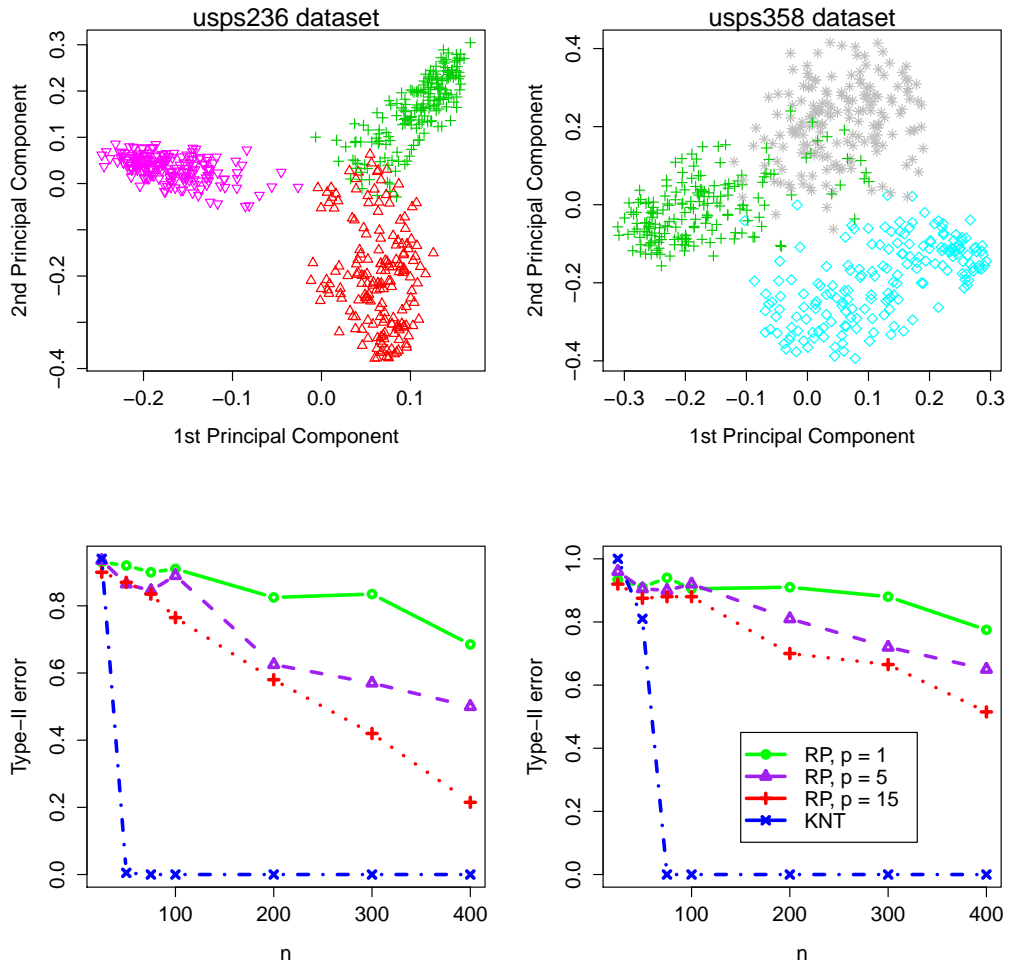 usps236 dataset
2nd Principal Component
0.3
0.2
0.1
0.0
−0.2
−0.4
−0.2
−0.1
0.0
0.1
1st Principal Component
usps358 dataset
2nd Principal Component
0.4
0.2
0.0
−0.2
−0.4
−0.3
−0.2
−0.1
0.0
0.1
0.2
0.3
1st Principal Component
Type−II error
0.8
0.6
0.4
0.2
0.0
100
200
300
400
n
Type−II error
1.0
0.8
0.6
0.4
0.2
0.0
100
200
300
400
n
RP, p = 1
RP, p = 5
RP, p = 15
KNT